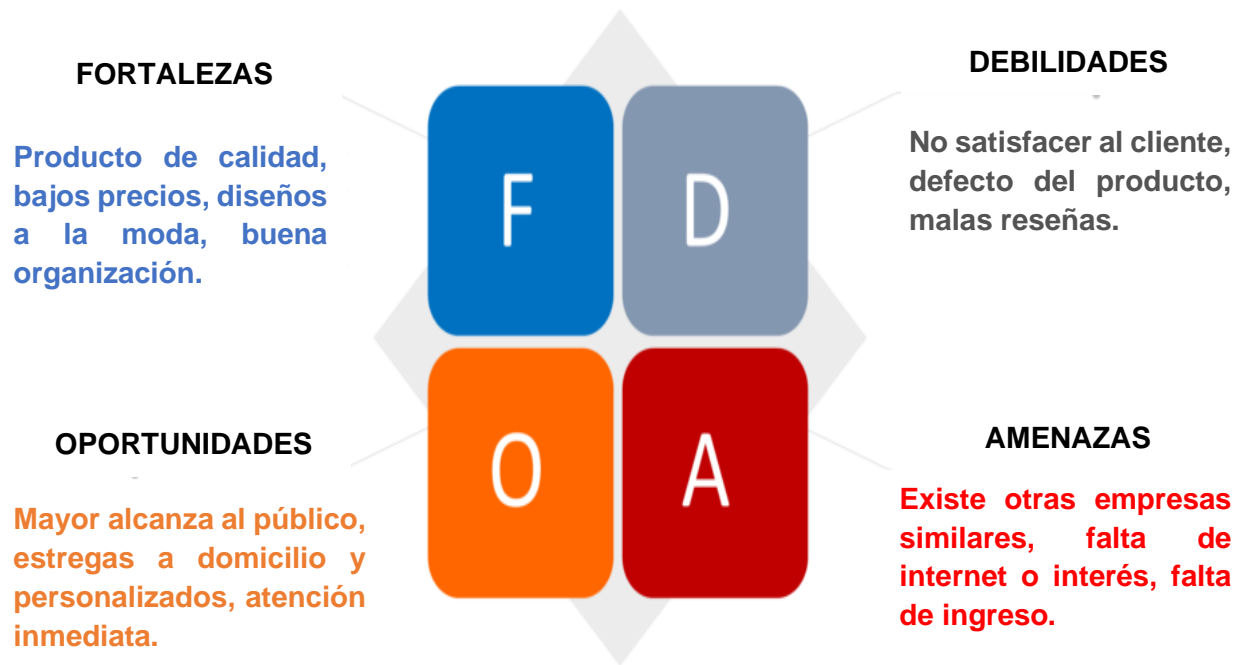 FORTALEZAS
Producto de calidad,
bajos precios, diseños
a la moda, buena
organización.
F
D
DEBILIDADES
No satisfacer al cliente,
defecto del producto,
malas reseñas.
OPORTUNIDADES
Mayor alcanza al público,
estregas a domicilio y
personalizados, atención
inmediata.
O
A
AMENAZAS
Existe otras empresas
similares, falta de
internet o interés, falta
de ingreso.